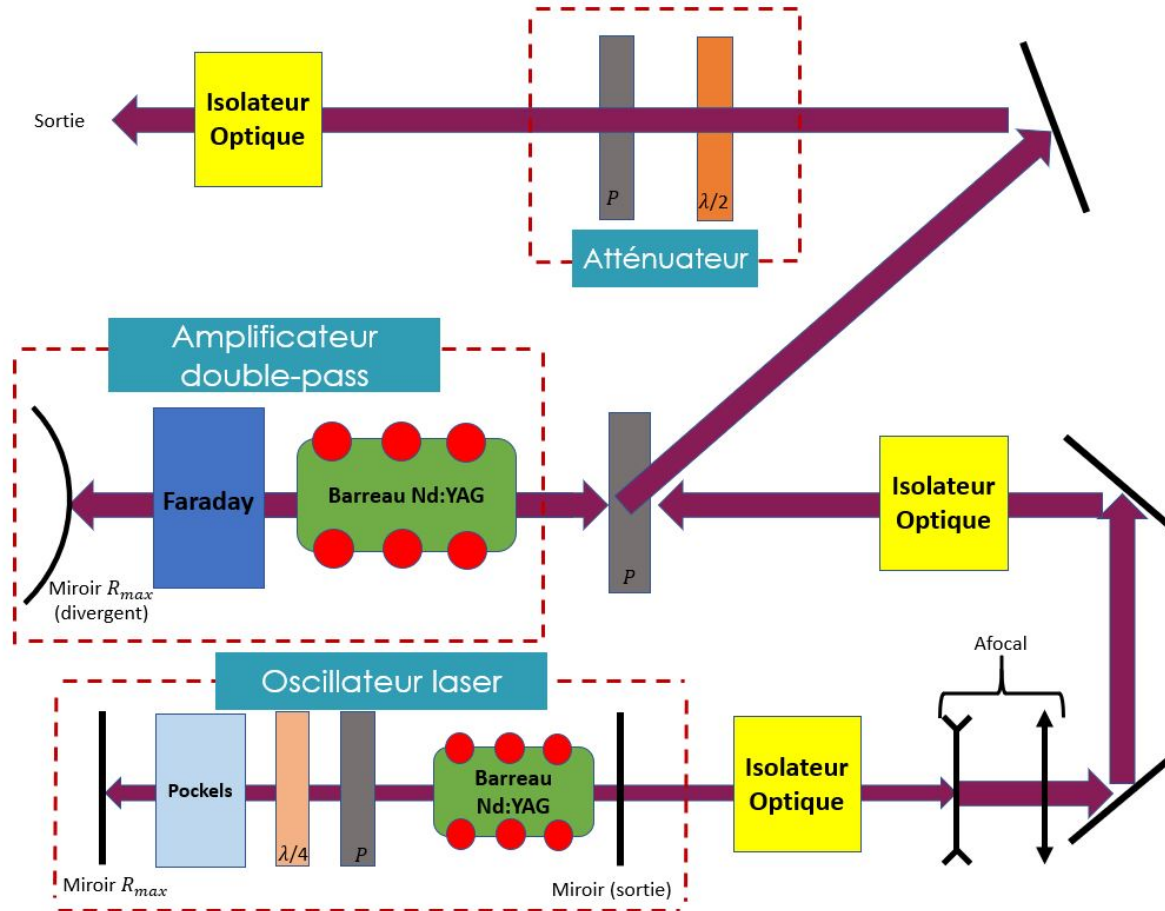 Isolateur
Optique
Sortie
P
λ/2
Atténuateur
Amplificateur
double-pass
Faraday
Barreau Nd:YAG
Isolateur
Optique
P
Miroir R_max
(divergent)
Afocal
Oscillateur laser
Pockels
λ/4
P
Barreau
Nd:YAG
Isolateur
Optique
Miroir R_max
Miroir (sortie)